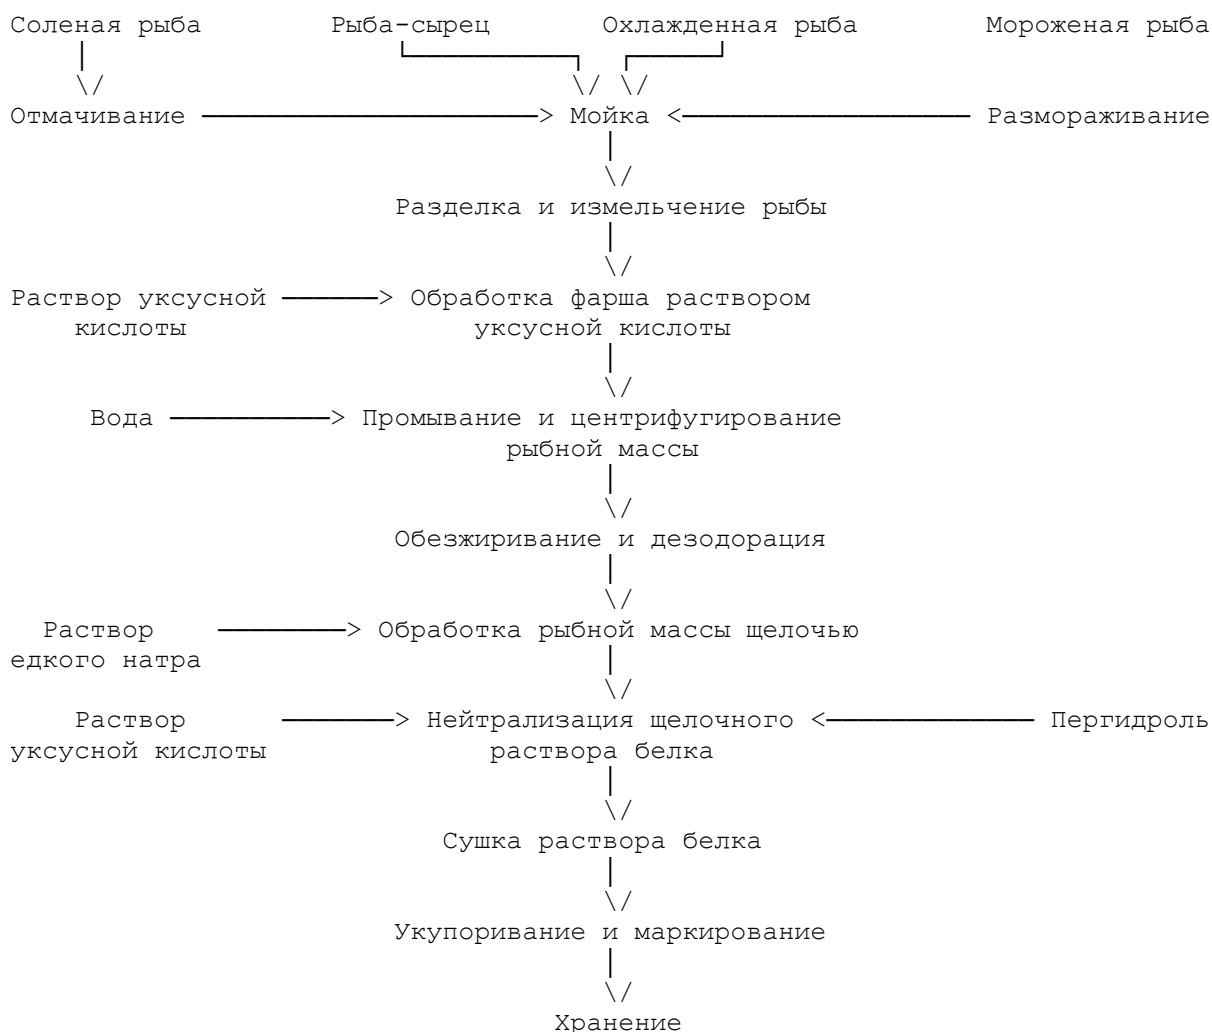 Соленая рыба Рыба-сырец Охлажденная рыба Мороженая рыба
Отмачивание Мойка Размораживание
Разделка и измельчение рыбы
Раствор уксусной Обработка фарша раствором
кислоты уксусной кислоты
Вода Промывание и центрифугирование
рыбной массы
Обезжиривание и дезодорация
Раствор Обработка рыбной массы щелочью
едкого натра
Раствор Нейтрализация щелочного Пергидроль
уксусной кислоты раствора белка
Сушка раствора белка
Укупоривание и маркирование
Хранение